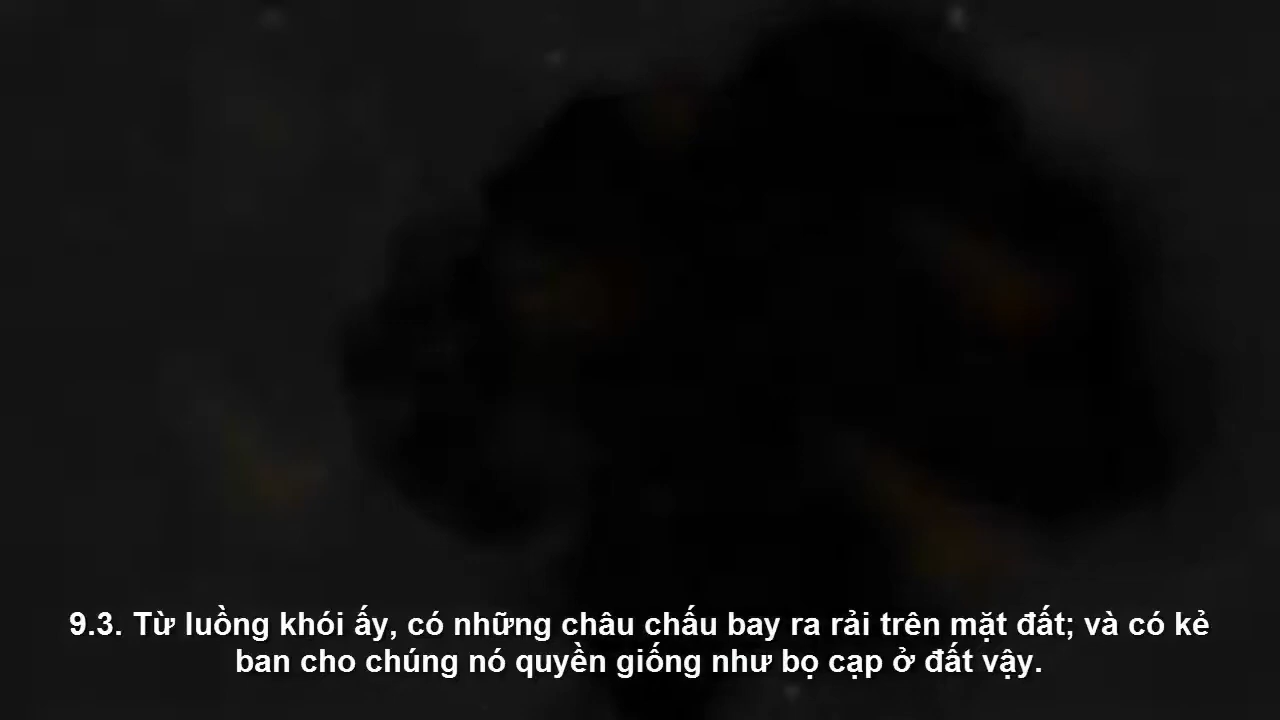 9.3. Từ luồng khói ấy, có những châu chấu bay ra rải trên mặt đất; và có kẻ
ban cho chúng nó quyền giống như bọ cạp ở đất vậy.